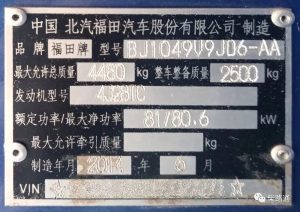 中国 北汽福田汽车股份有限公司 制造
品牌 福田牌 型号 BJ1049V9JD6-AA
最大允许总质量 4480 kg 整车整备质量 2500 kg
发动机型号 4J28TC
额定功率/最大净功率 81/80.6 kW
最大允许牵引质量 kg
制造年月 2014 年 月
VIN